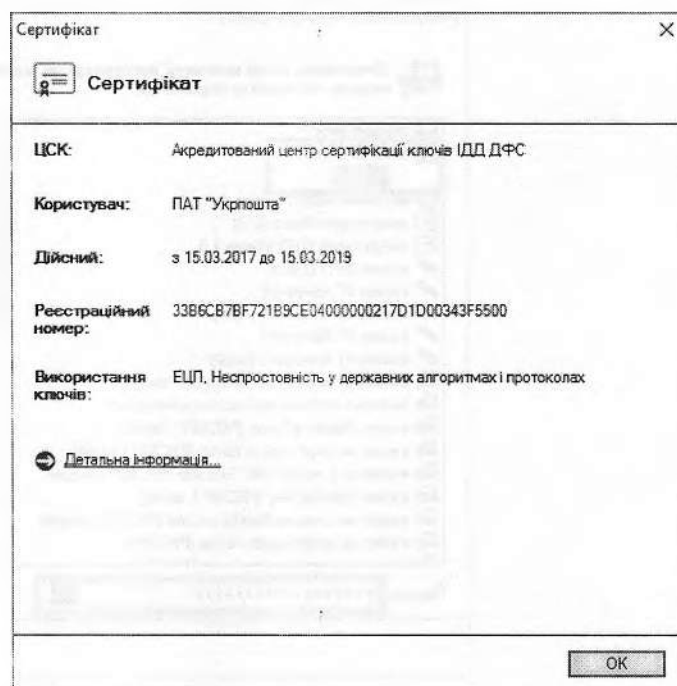 Сертифікат
Сертифікат
ЦСК: Акредитований центр сертифікації ключів ІДД ДФС
Користувач: ПАТ "Укрпошта"
Дійсний: з 15.03.2017 до 15.03.2019
Реєстраційний номер: 33B6CB7BF721B9CE04000000217D1D00343F5500
Використання ключів: ЕЦП, Неспростовність у державних алгоритмах і протоколах
Детальна інформація...
OK